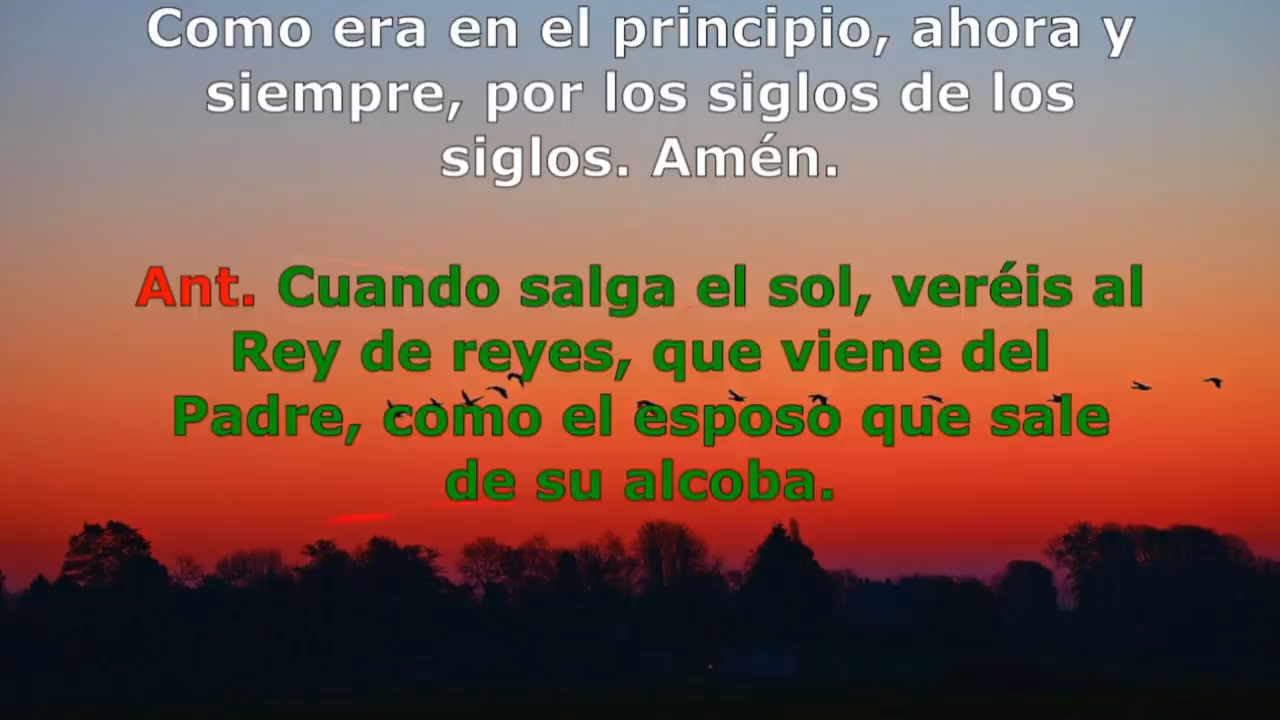 Como era en el principio, ahora y
siempre, por los siglos de los
siglos. Amén.
Ant. Cuando salga el sol, veréis al
Rey de reyes, que viene del
Padre, como el esposo que sale
de su alcoba.